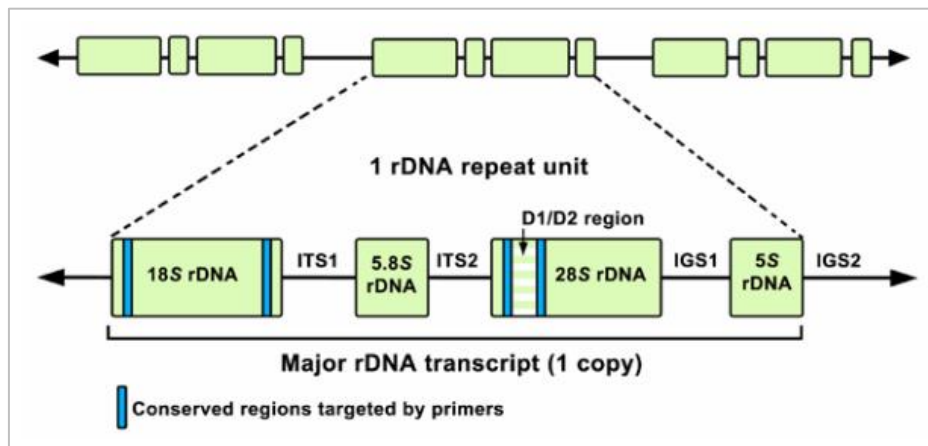 1 rDNA repeat unit
D1/D2 region
18S rDNA
ITS1
5.8S
rDNA
ITS2
28S rDNA
IGS1
5S
rDNA
IGS2
Major rDNA transcript (1 copy)
Conserved regions targeted by primers